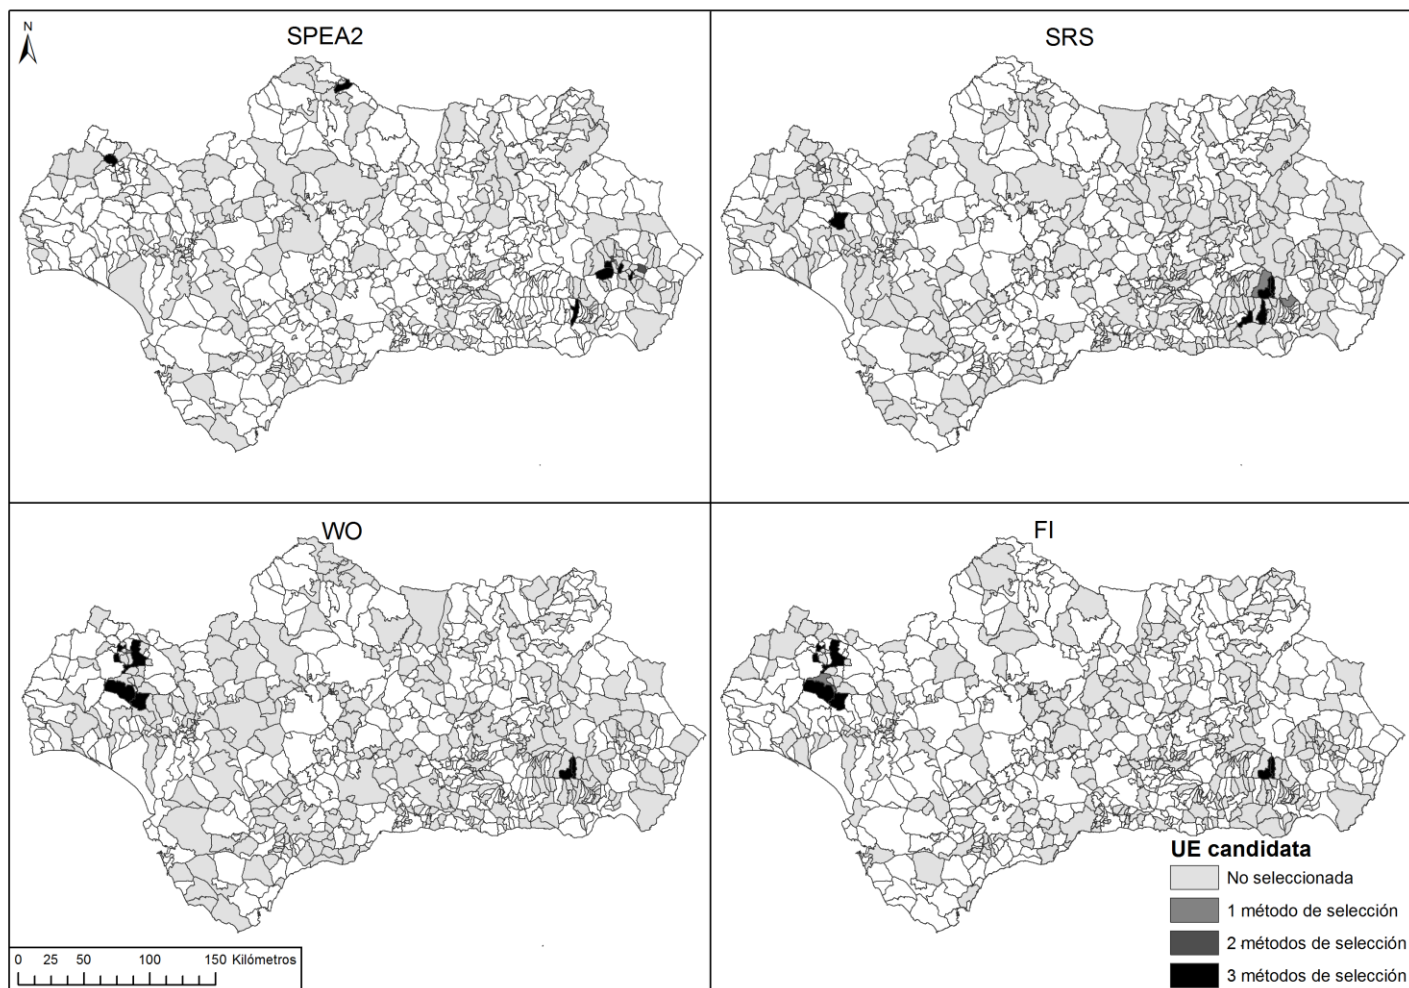 N
SPEA2
SRS
WO
FI
UE candidata
No seleccionada
1 método de selección
2 métodos de selección
3 métodos de selección
0 25 50 100 150 Kilómetros